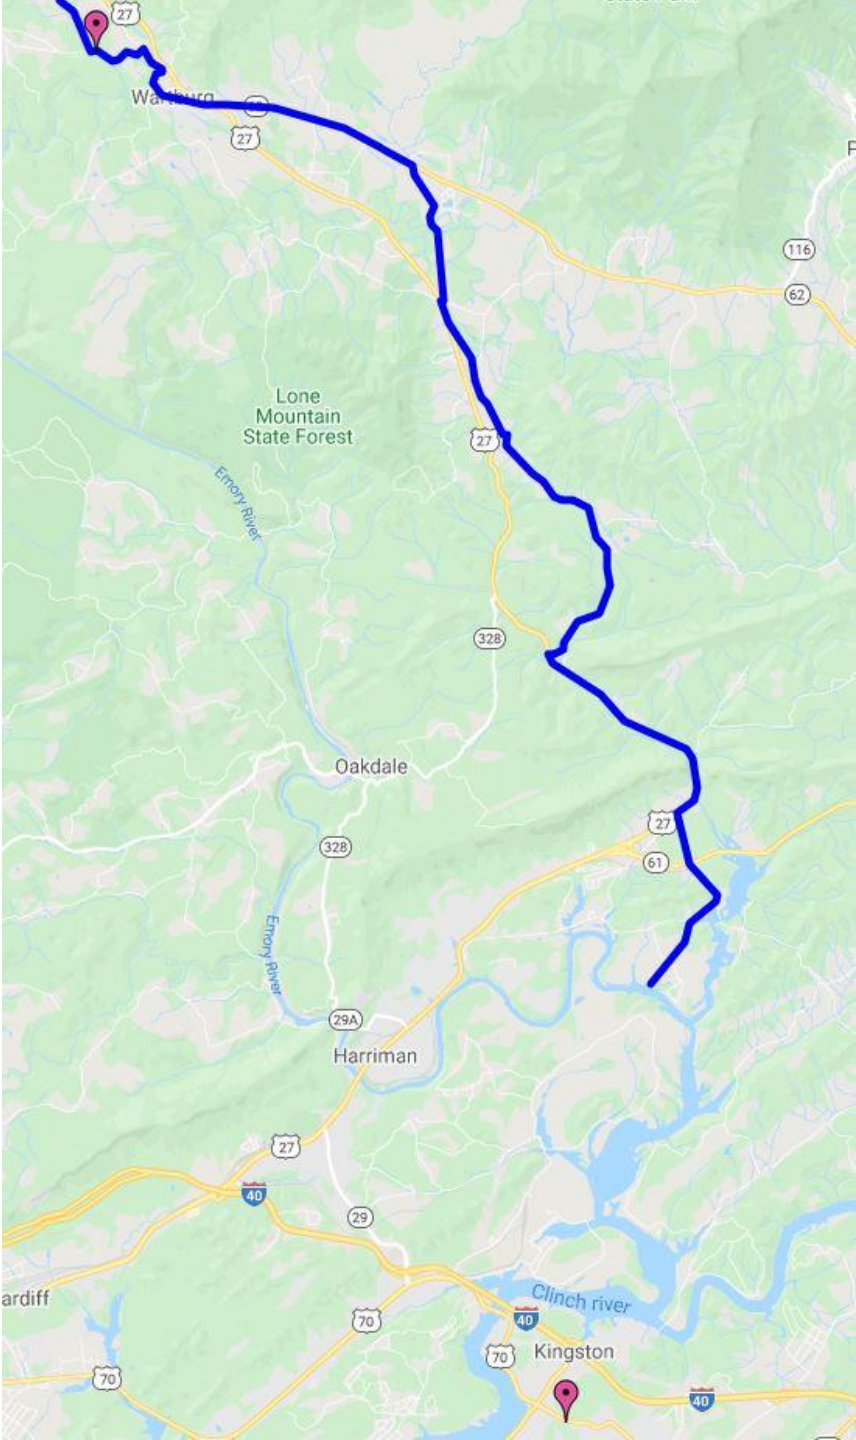 27
Wartburg
62
27
116
62
Lone
Mountain
State Forest
27
Emory River
328
Oakdale
27
328
61
Emory River
29A
Harriman
27
40
29
Clinch river
ardiff
70
40
70
Kingston
70
40